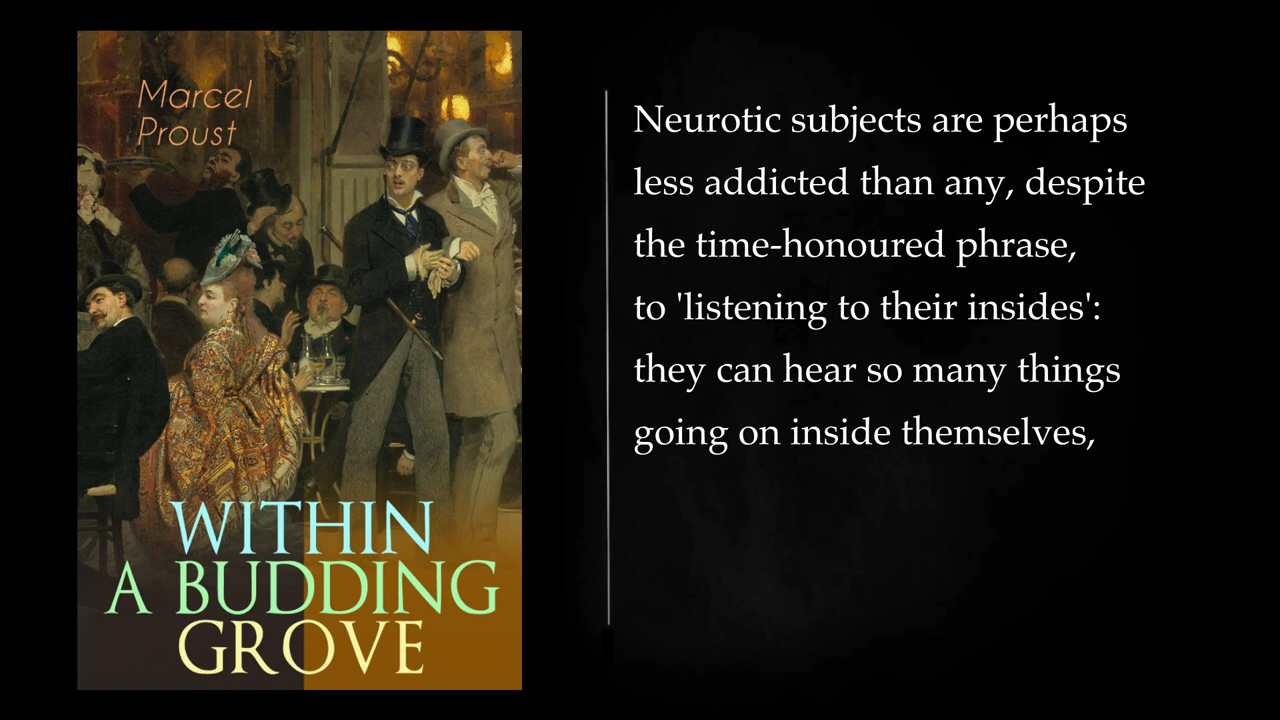 Marcel
Proust
WITHIN
A BUDDING
GROVE
Neurotic subjects are perhaps
less addicted than any, despite
the time-honoured phrase,
to 'listening to their insides':
they can hear so many things
going on inside themselves,